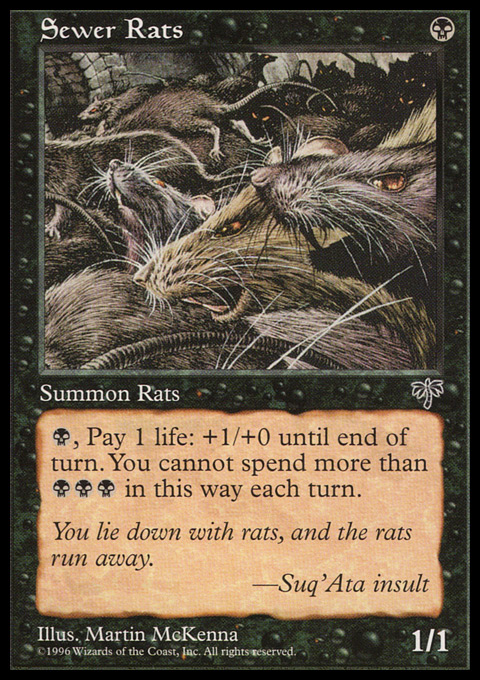 Sewer Rats
Summon Rats
, Pay 1 life: +1/+0 until end of
turn. You cannot spend more than
in this way each turn.
You lie down with rats, and the rats
run away.
—Suq'Ata insult
Illus. Martin McKenna
©1996 Wizards of the Coast, Inc. All rights reserved.
1/1